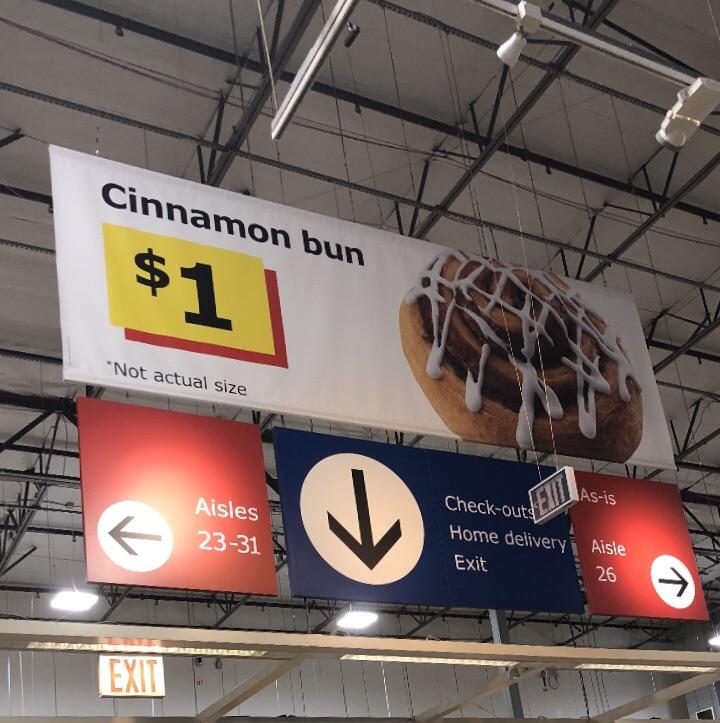 Cinnamon bun
$1
*Not actual size
Aisles
23-31
Check-outs
Home delivery
Exit
EXIT
As-is
Aisle
26
EXIT